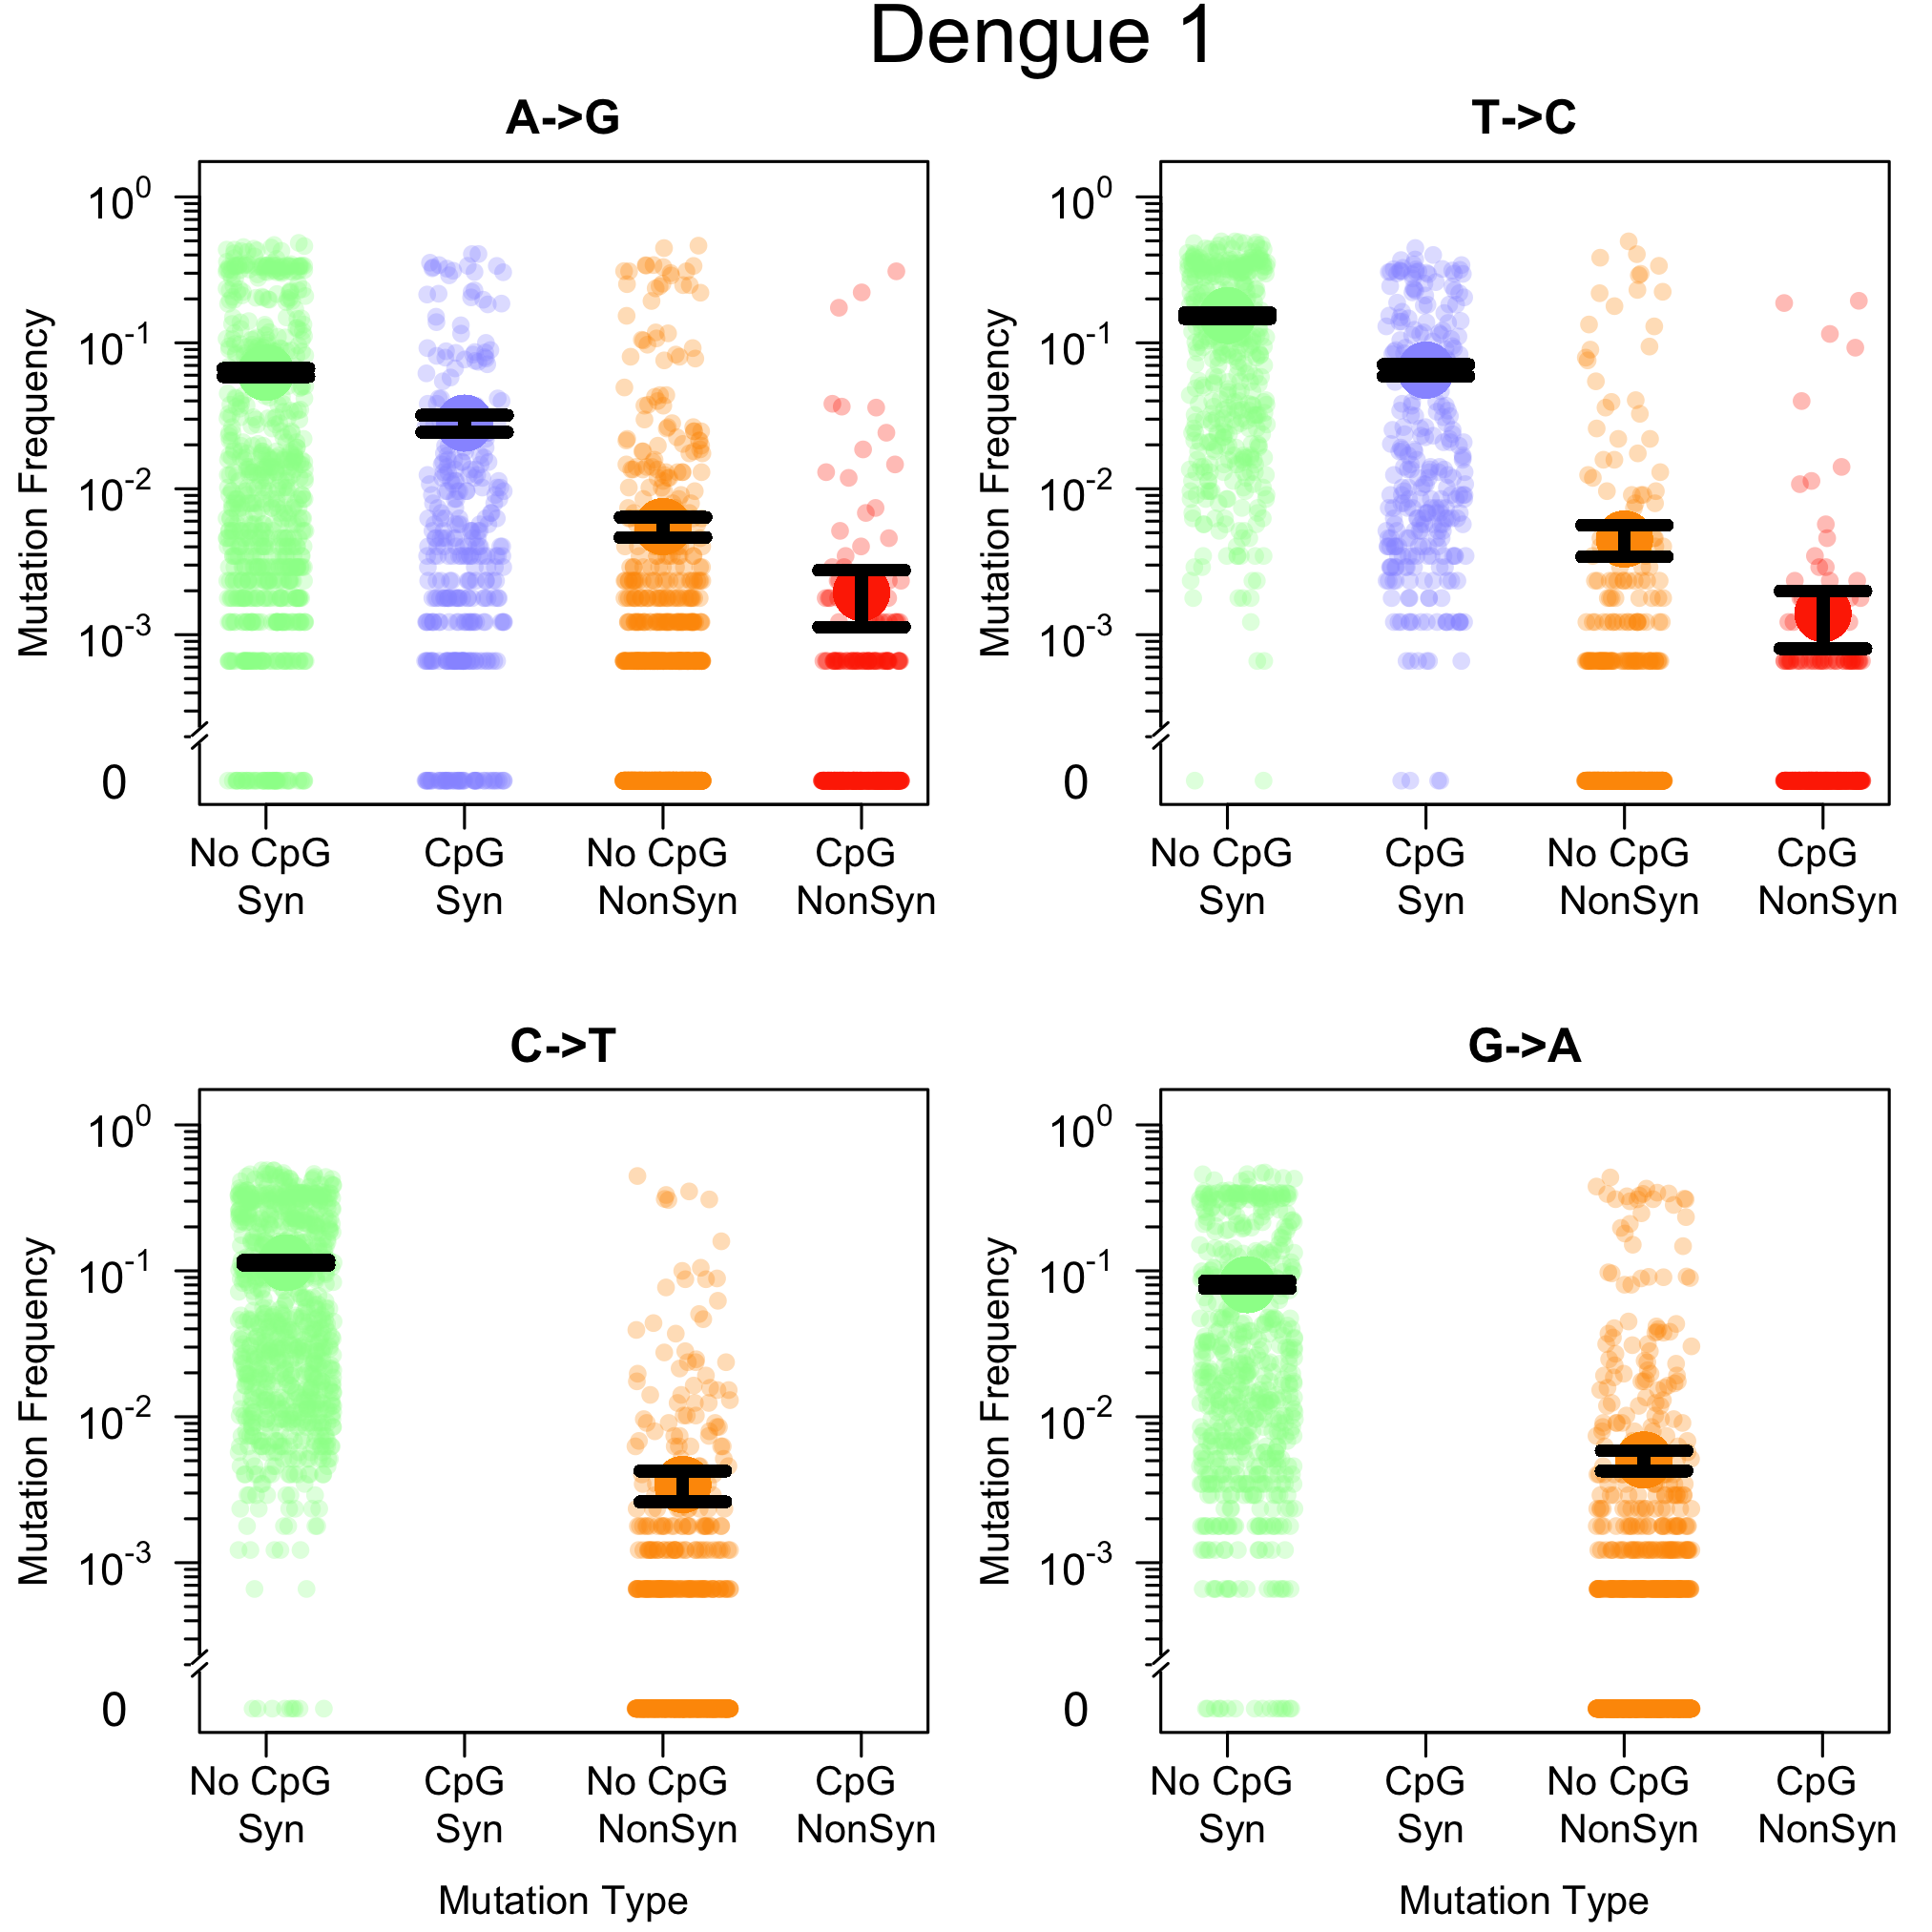 Dengue 1
A->G
Mutation Frequency
10^0
10^-1
10^-2
10^-3
0
No CpG CpG No CpG CpG
Syn Syn NonSyn NonSyn
T->C
Mutation Frequency
10^0
10^-1
10^-2
10^-3
0
No CpG CpG No CpG CpG
Syn Syn NonSyn NonSyn
C->T
Mutation Frequency
10^0
10^-1
10^-2
10^-3
0
No CpG CpG No CpG CpG
Syn Syn NonSyn NonSyn
Mutation Type
G->A
Mutation Frequency
10^0
10^-1
10^-2
10^-3
0
No CpG CpG No CpG CpG
Syn Syn NonSyn NonSyn
Mutation Type